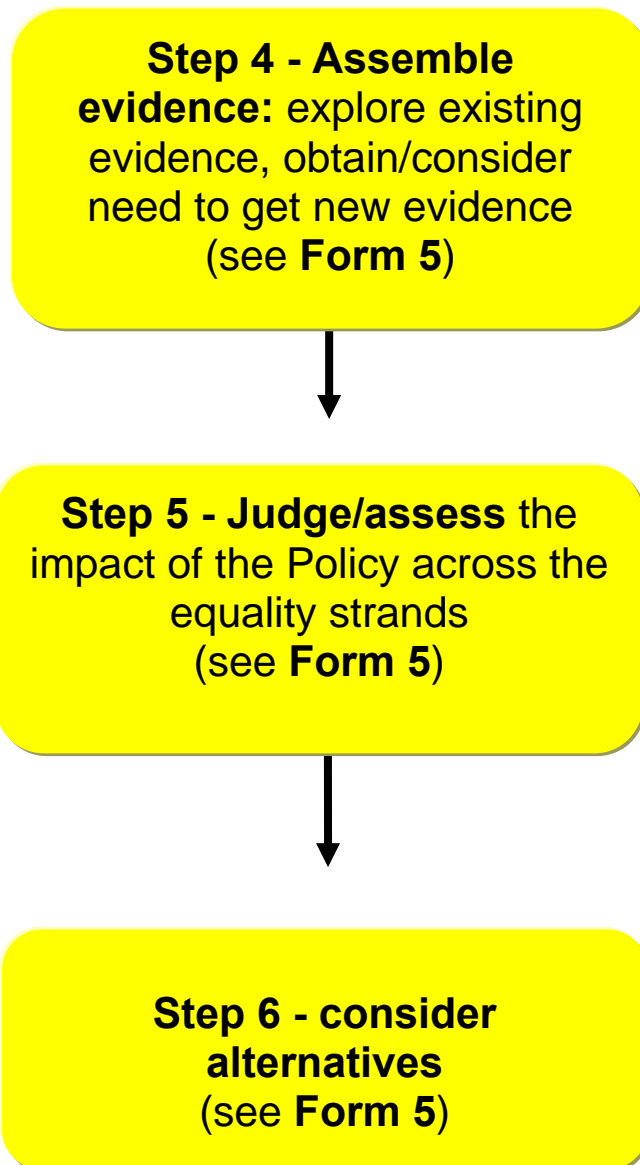 Step 4 - Assemble
evidence: explore existing
evidence, obtain/consider
need to get new evidence
(see Form 5)
Step 5 - Judge/assess the
impact of the Policy across the
equality strands
(see Form 5)
Step 6 - consider
alternatives
(see Form 5)